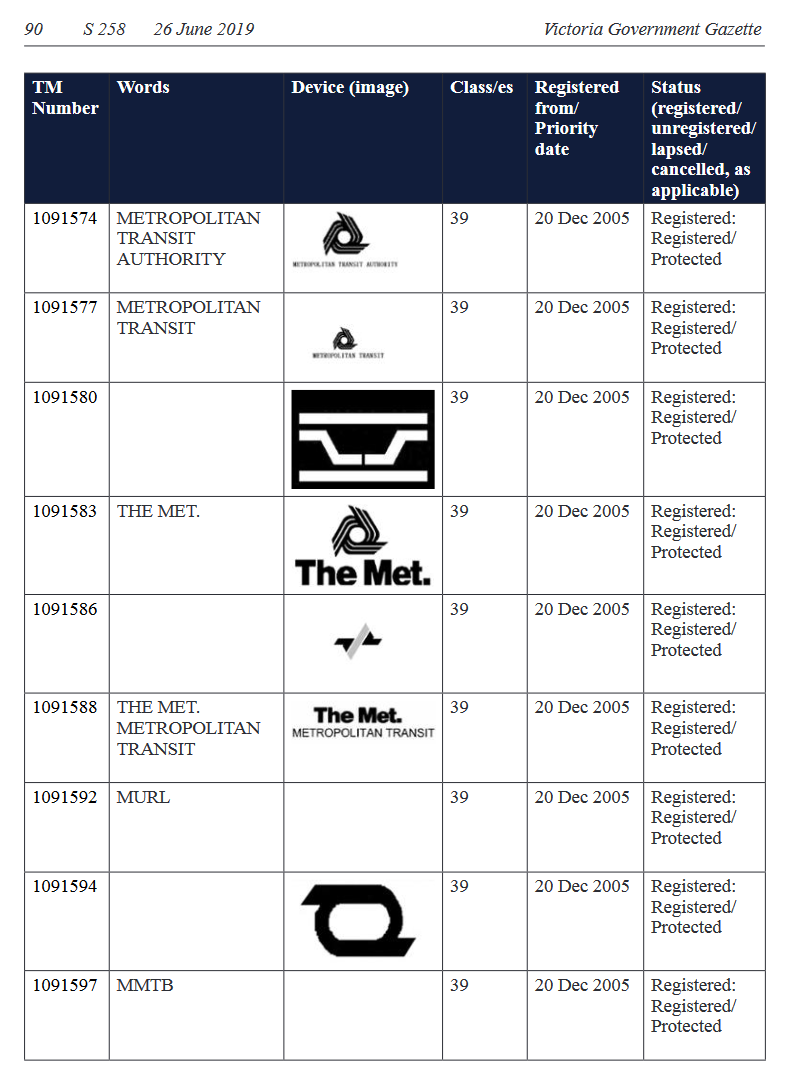 90 S 258 26 June 2019 Victoria Government Gazette
TM Number Words Device (image) Class/es Registered from/ Priority date Status (registered/ unregistered/ lapsed/ cancelled, as applicable)
1091574 METROPOLITAN TRANSIT AUTHORITY METROPOLITAN TRANSIT AUTHORITY 39 20 Dec 2005 Registered: Registered/ Protected
1091577 METROPOLITAN TRANSIT METROPOLITAN TRANSIT 39 20 Dec 2005 Registered: Registered/ Protected
1091580 39 20 Dec 2005 Registered: Registered/ Protected
1091583 THE MET. The Met. 39 20 Dec 2005 Registered: Registered/ Protected
1091586 39 20 Dec 2005 Registered: Registered/ Protected
1091588 THE MET. METROPOLITAN TRANSIT The Met. METROPOLITAN TRANSIT 39 20 Dec 2005 Registered: Registered/ Protected
1091592 MURL 39 20 Dec 2005 Registered: Registered/ Protected
1091594 39 20 Dec 2005 Registered: Registered/ Protected
1091597 MMTB 39 20 Dec 2005 Registered: Registered/ Protected